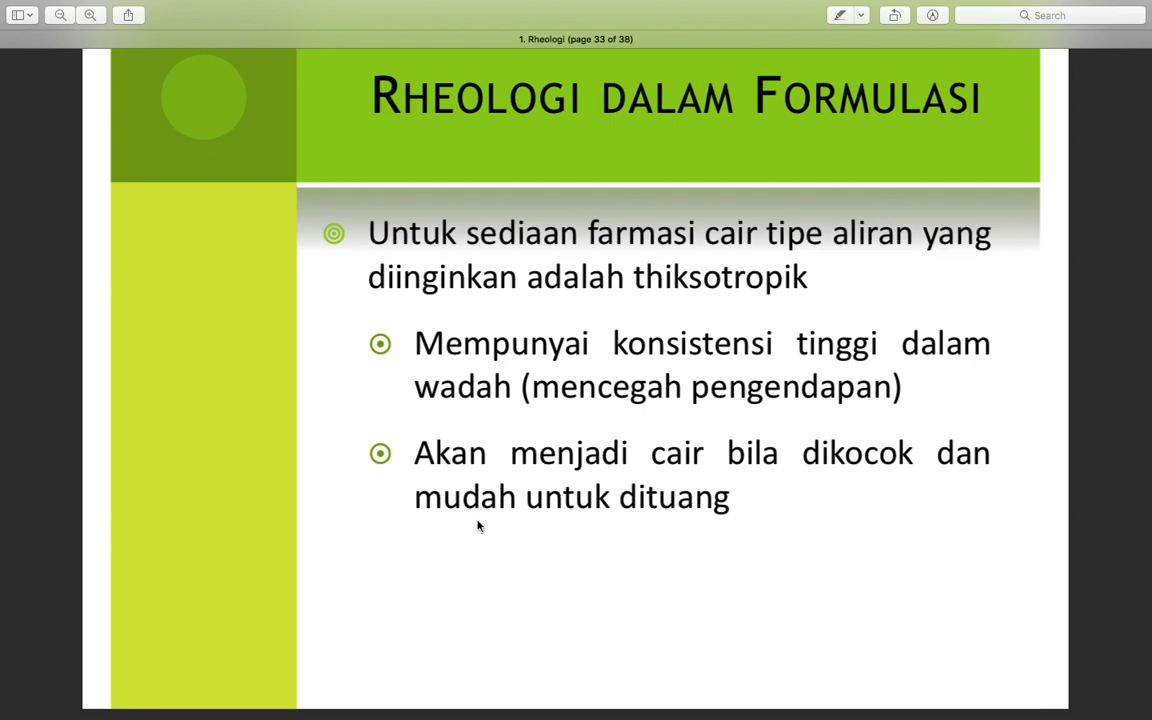 Search
1. Rheologi (page 33 of 38)
RHEOLOGI DALAM FORMULASI
Untuk sediaan farmasi cair tipe aliran yang
diinginkan adalah thiksotropik
Mempunyai konsistensi tinggi dalam
wadah (mencegah pengendapan)
Akan menjadi cair bila dikocok dan
mudah untuk dituang